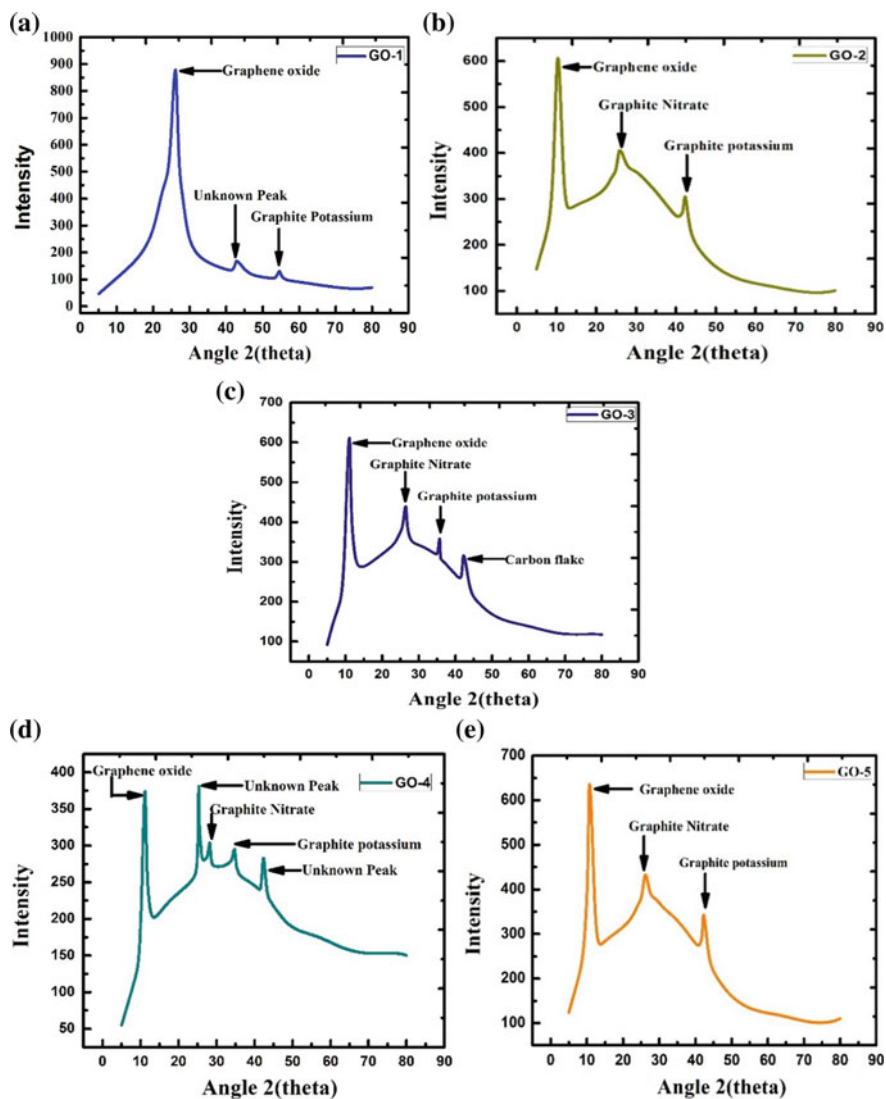 (a)
1000
900
800
700
600
500
400
300
200
100
0
Intensity
GO-1
Graphene oxide
Unknown Peak
Graphite Potassium
0 10 20 30 40 50 60 70 80 90
Angle 2(theta)
(b)
600
500
400
300
200
100
Intensity
GO-2
Graphene oxide
Graphite Nitrate
Graphite potassium
0 10 20 30 40 50 60 70 80 90
Angle 2(theta)
(c)
700
600
500
400
300
200
100
Intensity
GO-3
Graphene oxide
Graphite Nitrate
Graphite potassium
Carbon flake
0 10 20 30 40 50 60 70 80 90
Angle 2(theta)
(d)
400
375
350
325
300
275
250
225
200
150
50
Intensity
GO-4
Graphene oxide
Unknown Peak
Graphite Nitrate
Graphite potassium
Unknown Peak
0 10 20 30 40 50 60 70 80 90
Angle 2(theta)
(e)
700
600
500
400
300
200
100
Intensity
GO-5
Graphene oxide
Graphite Nitrate
Graphite potassium
0 10 20 30 40 50 60 70 80 90
Angle 2(theta)